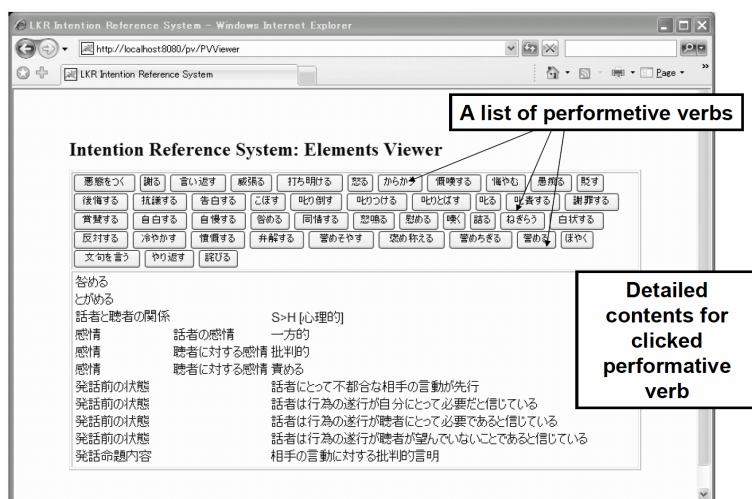 LKR Intention Reference System - Windows Internet Explorer
http://localhost:8080/pv/PVViewer
LKR Intention Reference System
Page
A list of performetive verbs
Intention Reference System: Elements Viewer
悪態をつく 謝る 言い返す 威張る 打ち明ける 怒る からかう 慨嘆する 悔やむ 愚痴る 貶す
後悔する 抗議する 告白する こぼす 叱り倒す 叱りつける 叱りとばす 叱る 叱責する 謝罪する
賞賛する 自白する 自慢する 咎める 同情する 怒鳴る 慰める 嘆く 詰る ねぎらう 白状する
反対する 冷やかす 憤慨する 弁解する 誉めそやす 褒め称える 誉めちぎる 誉める ぼやく
文句を言う やり返す 詫びる
咎める
とがめる
話者と聴者の関係 S>H [心理的]
感情 話者の感情 一方的
感情 聴者に対する感情 批判的
感情 聴者に対する感情 責める
発話前の状態 話者にとって不都合な相手の言動が先行
発話前の状態 話者は行為の遂行が自分にとって必要だと信じている
発話前の状態 話者は行為の遂行が聴者にとって必要であると信じている
発話前の状態 話者は行為の遂行が聴者が望んでいないことであると信じている
発話命題内容 相手の言動に対する批判的言明
Detailed
contents for
clicked
performative
verb